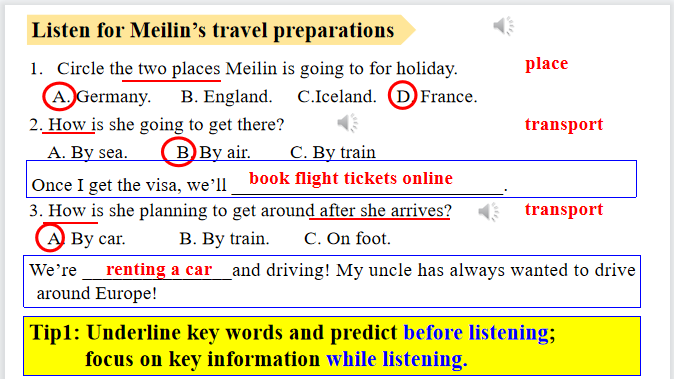 Listen for Meilin's travel preparations
1. Circle the two places Meilin is going to for holiday. place
A. Germany. B. England. C.Iceland. D. France.
2. How is she going to get there? transport
A. By sea. B. By air. C. By train
Once I get the visa, we'll book flight tickets online.
3. How is she planning to get around after she arrives? transport
A. By car. B. By train. C. On foot.
We're renting a car and driving! My uncle has always wanted to drive
around Europe!
Tip1: Underline key words and predict before listening;
focus on key information while listening.